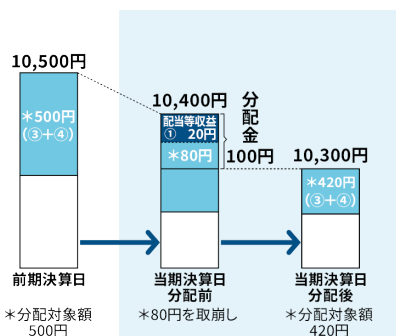 10,500円
＊500円
(③＋④)
前期決算日
＊分配対象額
500円
10,400円
配当等収益
① 20円
＊80円
分配金
100円
当期決算日
分配前
＊80円を取崩し
10,300円
＊420円
(③＋④)
当期決算日
分配後
＊分配対象額
420円